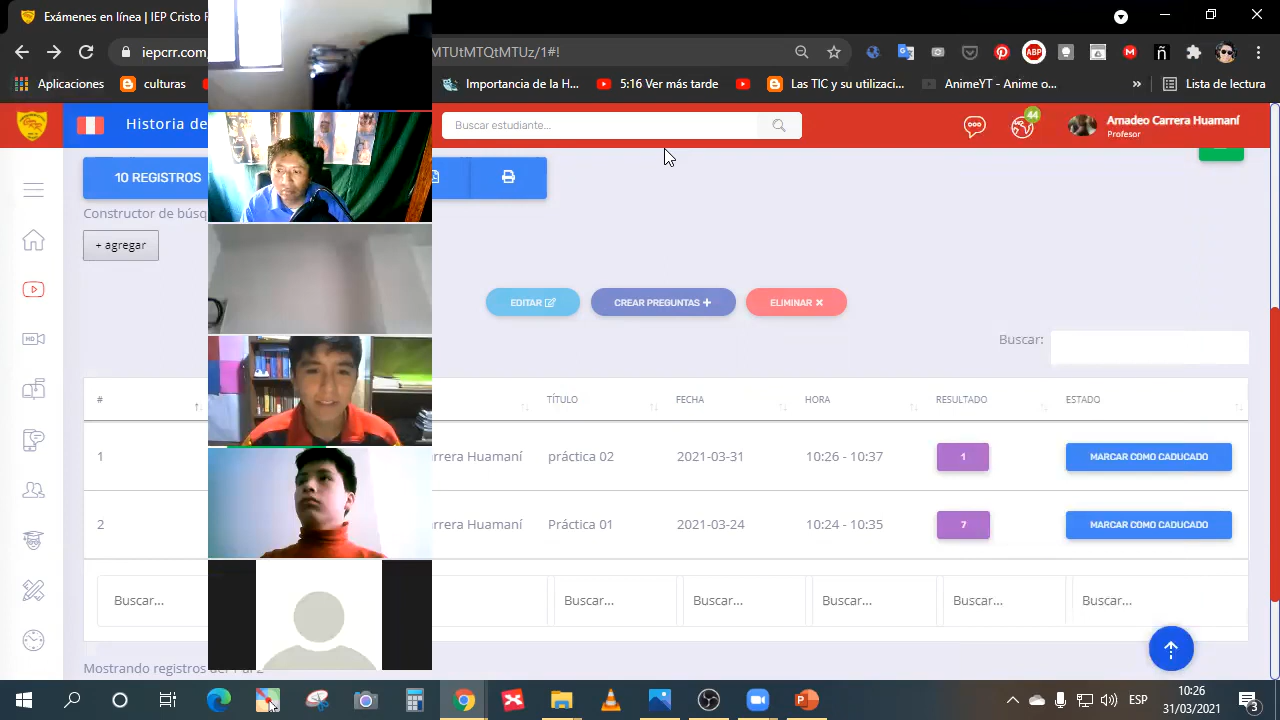 Exámenes en línea | IEP Cristo R
iepcrr.com
MTUtMTQtMTUz/1#!
ABP
Aplicaciones
culturas
Importancia de la H...
5:16 Ver más tarde
Las TIC y su utilizaci...
AnimeYT - Anime o...
»
Lista de lectura
Historia de
Buscar estudiante...
44
Amadeo Carrera Huamaní
Profesor
10 REGISTROS
Constructor de búsq
+ agregar
EDITAR
CREAR PREGUNTAS
ELIMINAR
Buscar:
HD
# TÍTULO FECHA HORA RESULTADO ESTADO
1 arrera Huamaní práctica 02 2021-03-31 10:26 - 10:37 1 MARCAR COMO CADUCADO
2 arrera Huamaní Práctica 01 2021-03-24 10:24 - 10:35 7 MARCAR COMO CADUCADO
Buscar... Buscar... Buscar... Buscar... Buscar... Buscar...
Mostrando registros del 1 al 2
ESP
10:26
31/03/2021
3